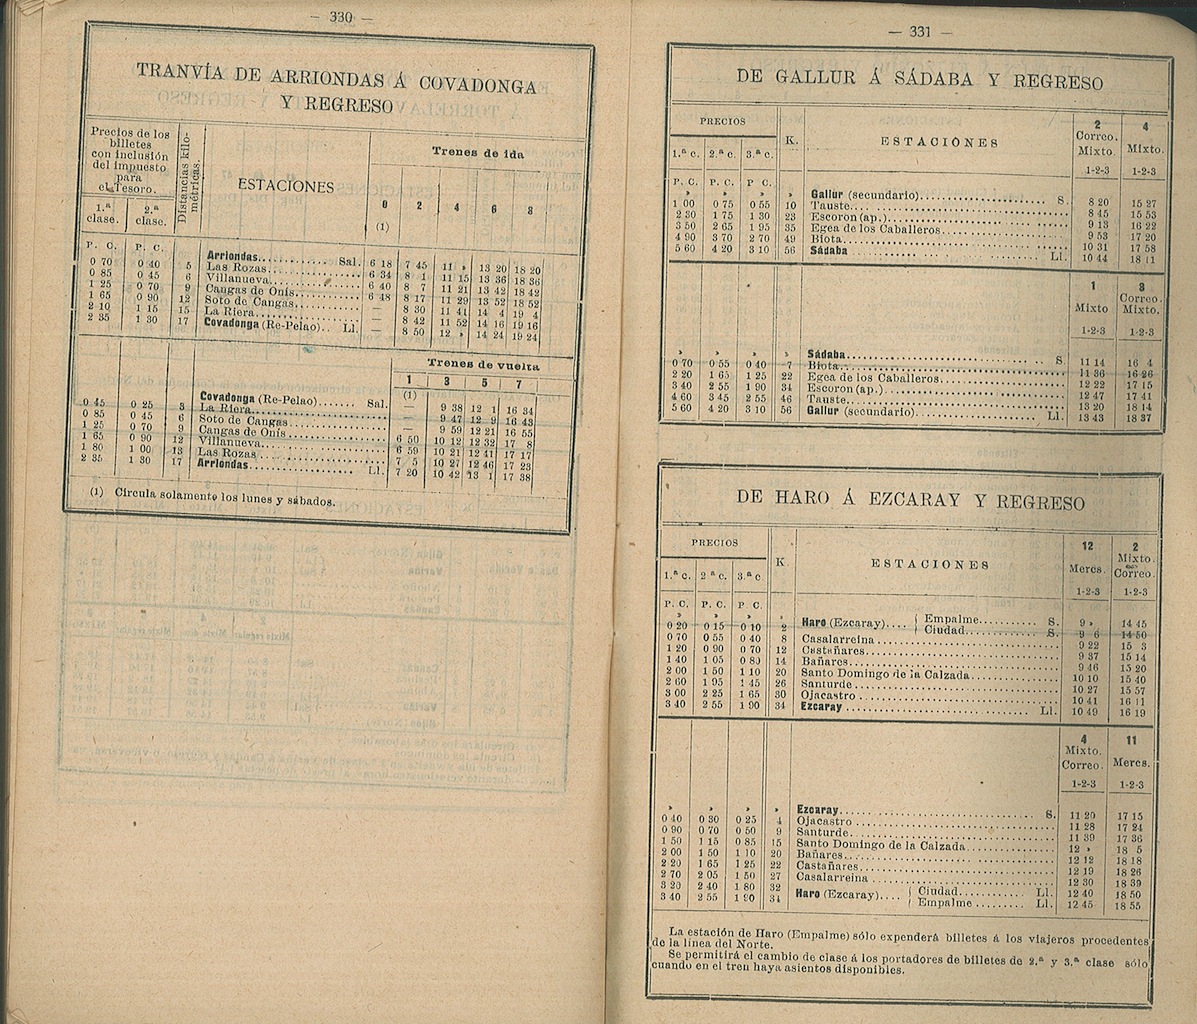 — 330 —
TRANVÍA DE ARRIONDAS Á COVADONGA
Y REGRESO
Precios de los billetes con inclusión del impuesto para el Tesoro.
Distancias kilométricas.
ESTACIONES
Trenes de ida
1.ª clase. 2.ª clase.
0 2 4 6 8
(1)
P. C. P. C.
Arriondas Sal. 6 18 7 45 11 » 13 20 18 20
0 70 0 40 5 Las Rozas 6 34 8 1 11 15 13 36 18 36
0 85 0 45 6 Villanueva 6 40 8 7 11 21 13 42 18 42
1 25 0 70 9 Cangas de Onís 6 48 8 17 11 29 13 52 18 52
1 65 0 90 12 Soto de Cangas — 8 30 11 41 14 4 19 4
2 10 1 15 15 La Riera — 8 42 11 52 14 16 19 16
2 35 1 30 17 Covadonga (Re-Pelao) Ll. — 8 50 12 » 14 24 19 24
Trenes de vuelta
1 3 5 7
(1)
Covadonga (Re-Pelao) Sal. — 9 38 12 1 16 34
0 45 0 25 3 La Riera — 9 47 12 9 16 43
0 85 0 45 6 Soto de Cangas — 9 59 12 21 16 55
1 25 0 70 9 Cangas de Onís 6 50 10 12 12 32 17 8
1 65 0 90 12 Villanueva 6 59 10 21 12 41 17 17
1 80 1 00 13 Las Rozas 7 5 10 27 12 46 17 23
2 35 1 30 17 Arriondas Ll. 7 20 10 42 13 1 17 38
(1) Circula solamente los lunes y sábados.
— 331 —
DE GALLUR Á SÁDABA Y REGRESO
PRECIOS
K.
ESTACIONES
2 Correo. Mixto. 1-2-3
4 Mixto. 1-2-3
1.ª c. 2.ª c. 3.ª c.
P. C. P. C. P. C.
» » » » Gallur (secundario) S. 8 20 15 27
1 00 0 75 0 55 10 Tauste 8 45 15 53
2 30 1 75 1 30 23 Escoron (ap.) 9 13 16 22
3 50 2 65 1 95 35 Egea de los Caballeros 9 53 17 20
4 90 3 70 2 70 49 Biota 10 31 17 58
5 60 4 20 3 10 56 Sádaba Ll. 10 44 18 11
1 Mixto 1-2-3
3 Correo. Mixto. 1-2-3
» » » » Sádaba S. 11 14 16 4
0 70 0 55 0 40 7 Biota 11 36 16 26
2 20 1 65 1 25 22 Egea de los Caballeros 12 22 17 15
3 40 2 55 1 90 34 Escoron (ap.) 12 47 17 41
4 60 3 45 2 55 46 Tauste 13 20 18 14
5 60 4 20 3 10 56 Gallur (secundario) Ll. 13 43 18 37
DE HARO Á EZCARAY Y REGRESO
PRECIOS
K.
ESTACIONES
12 Mercs. 1-2-3
2 Mixto Correo. 1-2-3
1.ª c. 2.ª c. 3.ª c
P. C. P. C. P. C.
» » » » Haro (Ezcaray) { Empalme S. 9 » 14 45
0 20 0 15 0 10 2 Ciudad S. 9 6 14 50
0 70 0 55 0 40 8 Casalarreina 9 22 15 3
1 20 0 90 0 70 12 Castañares 9 37 15 14
1 40 1 05 0 80 14 Bañares 9 46 15 20
2 00 1 50 1 10 20 Santo Domingo de la Calzada 10 10 15 40
2 60 1 95 1 45 26 Santurde 10 27 15 57
3 00 2 25 1 65 30 Ojacastro 10 41 16 11
3 40 2 55 1 90 34 Ezcaray Ll. 10 49 16 19
4 Mixto. Correo. 1-2-3
11 Mercs. 1-2-3
» » » » Ezcaray S. 11 20 17 15
0 40 0 30 0 25 4 Ojacastro 11 28 17 24
0 90 0 70 0 50 9 Santurde 11 39 17 36
1 50 1 15 0 85 15 Santo Domingo de la Calzada 12 » 18 5
2 00 1 50 1 10 20 Bañares 12 12 18 18
2 20 1 65 1 25 22 Castañares 12 19 18 26
2 70 2 05 1 50 27 Casalarreina 12 30 18 39
3 20 2 40 1 80 32 Haro (Ezcaray) { Ciudad Ll. 12 40 18 50
3 40 2 55 1 90 34 Empalme Ll. 12 45 18 55
La estación de Haro (Empalme) sólo expenderá billetes á los viajeros procedentes
de la línea del Norte.
Se permitirá el cambio de clase á los portadores de billetes de 2.ª y 3.ª clase sólo
cuando en el tren haya asientos disponibles.